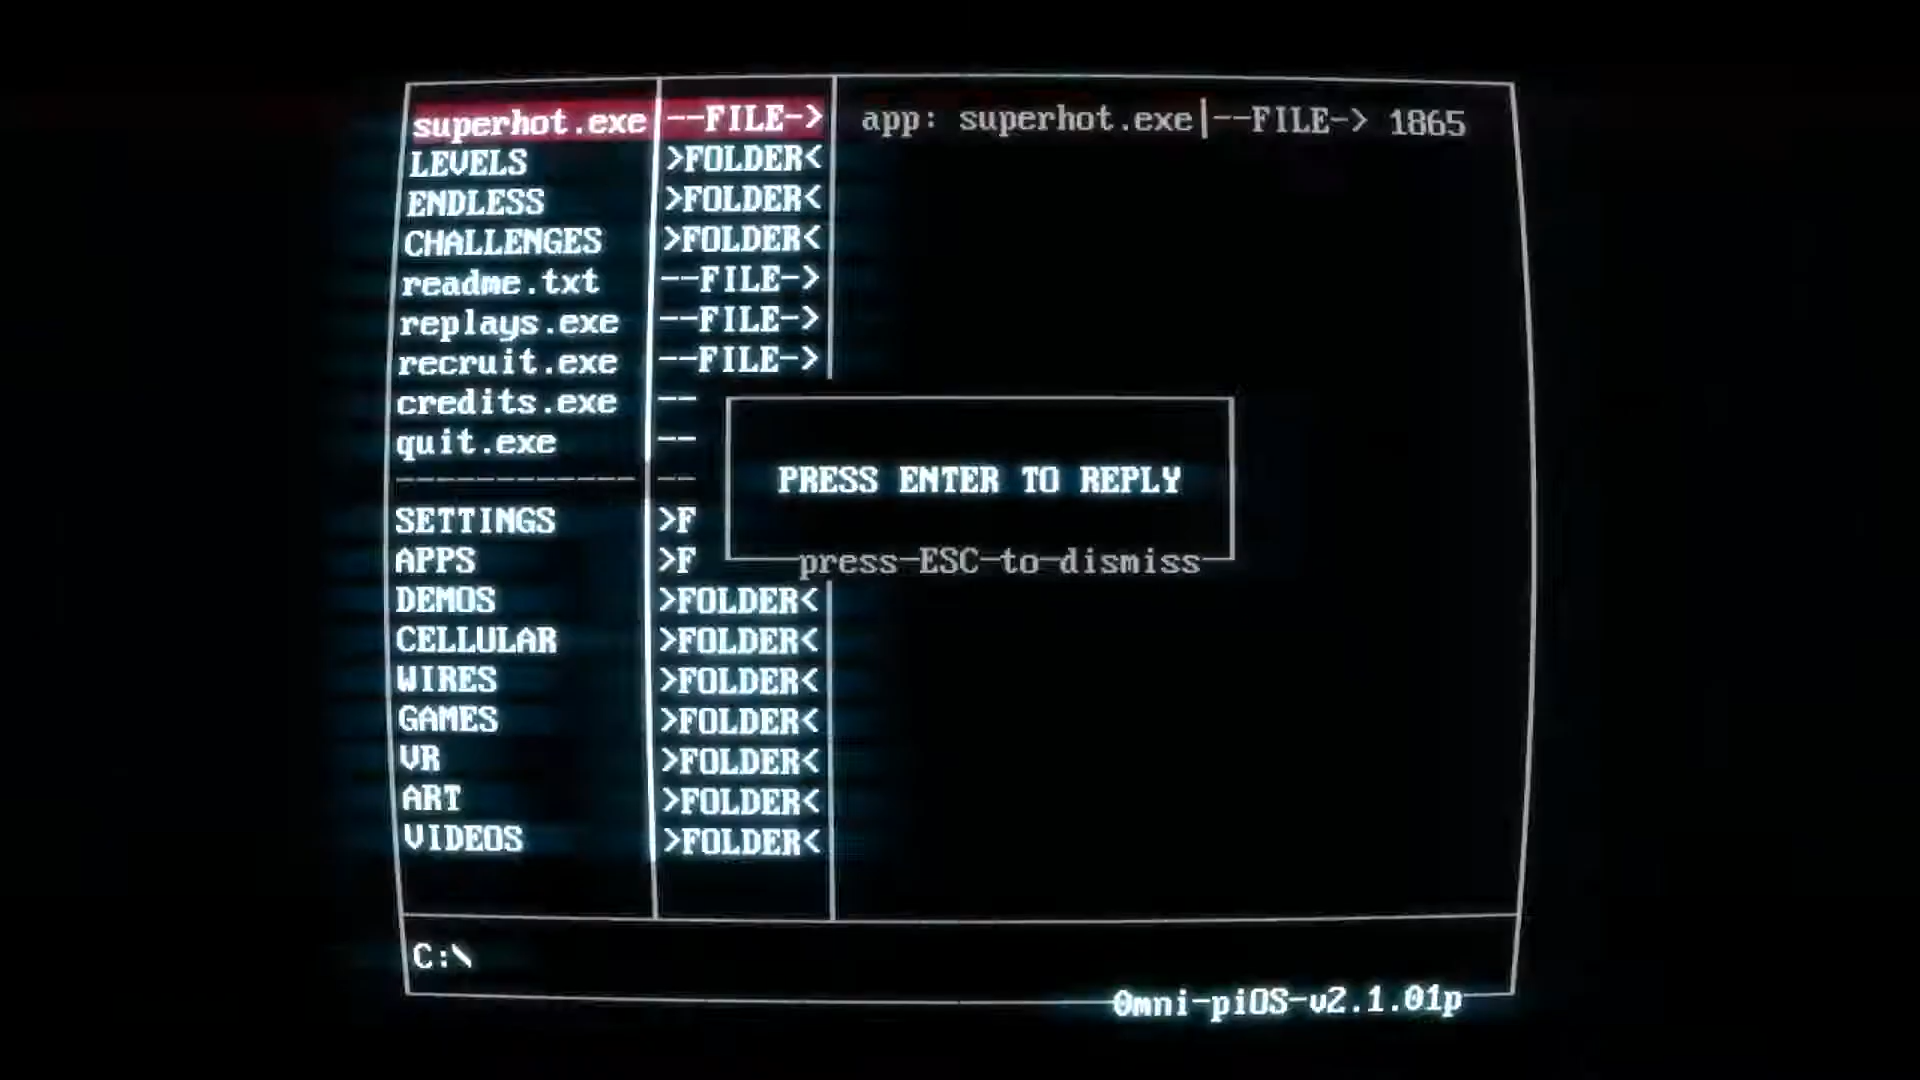 superhot.exe --FILE-> app: superhot.exe|--FILE-> 1865
LEVELS >FOLDER<
ENDLESS >FOLDER<
CHALLENGES >FOLDER<
readme.txt --FILE->
replays.exe --FILE->
recruit.exe --FILE->
credits.exe --
quit.exe --
------------ --
PRESS ENTER TO REPLY
SETTINGS >F
APPS >F
press-ESC-to-dismiss
DEMOS >FOLDER<
CELLULAR >FOLDER<
WIRES >FOLDER<
GAMES >FOLDER<
VR >FOLDER<
ART >FOLDER<
VIDEOS >FOLDER<
C:\
0mni-piOS-v2.1.01p